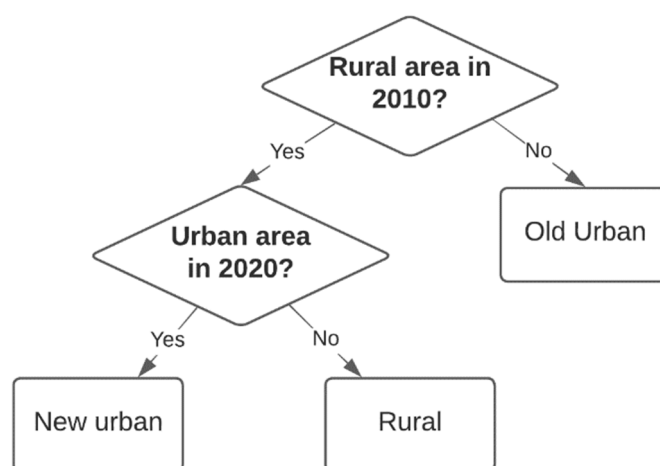 Rural area in
2010?
Yes
No
Old Urban
Urban area
in 2020?
Yes
No
New urban
Rural